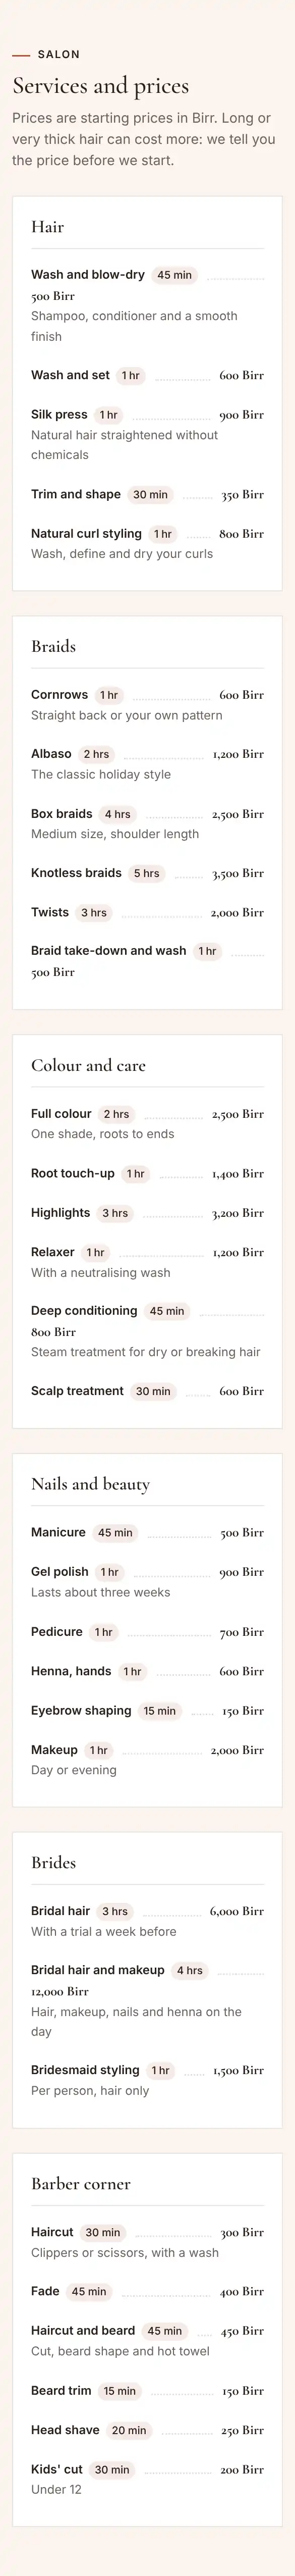 SALON
Services and prices
Prices are starting prices in Birr. Long or
very thick hair can cost more: we tell you
the price before we start.
Hair
Wash and blow-dry 45 min
500 Birr
Shampoo, conditioner and a smooth
finish
Wash and set 1 hr 600 Birr
Silk press 1 hr 900 Birr
Natural hair straightened without
chemicals
Trim and shape 30 min 350 Birr
Natural curl styling 1 hr 800 Birr
Wash, define and dry your curls
Braids
Cornrows 1 hr 600 Birr
Straight back or your own pattern
Albaso 2 hrs 1,200 Birr
The classic holiday style
Box braids 4 hrs 2,500 Birr
Medium size, shoulder length
Knotless braids 5 hrs 3,500 Birr
Twists 3 hrs 2,000 Birr
Braid take-down and wash 1 hr
500 Birr
Colour and care
Full colour 2 hrs 2,500 Birr
One shade, roots to ends
Root touch-up 1 hr 1,400 Birr
Highlights 3 hrs 3,200 Birr
Relaxer 1 hr 1,200 Birr
With a neutralising wash
Deep conditioning 45 min
800 Birr
Steam treatment for dry or breaking hair
Scalp treatment 30 min 600 Birr
Nails and beauty
Manicure 45 min 500 Birr
Gel polish 1 hr 900 Birr
Lasts about three weeks
Pedicure 1 hr 700 Birr
Henna, hands 1 hr 600 Birr
Eyebrow shaping 15 min 150 Birr
Makeup 1 hr 2,000 Birr
Day or evening
Brides
Bridal hair 3 hrs 6,000 Birr
With a trial a week before
Bridal hair and makeup 4 hrs
12,000 Birr
Hair, makeup, nails and henna on the
day
Bridesmaid styling 1 hr 1,500 Birr
Per person, hair only
Barber corner
Haircut 30 min 300 Birr
Clippers or scissors, with a wash
Fade 45 min 400 Birr
Haircut and beard 45 min 450 Birr
Cut, beard shape and hot towel
Beard trim 15 min 150 Birr
Head shave 20 min 250 Birr
Kids' cut 30 min 200 Birr
Under 12